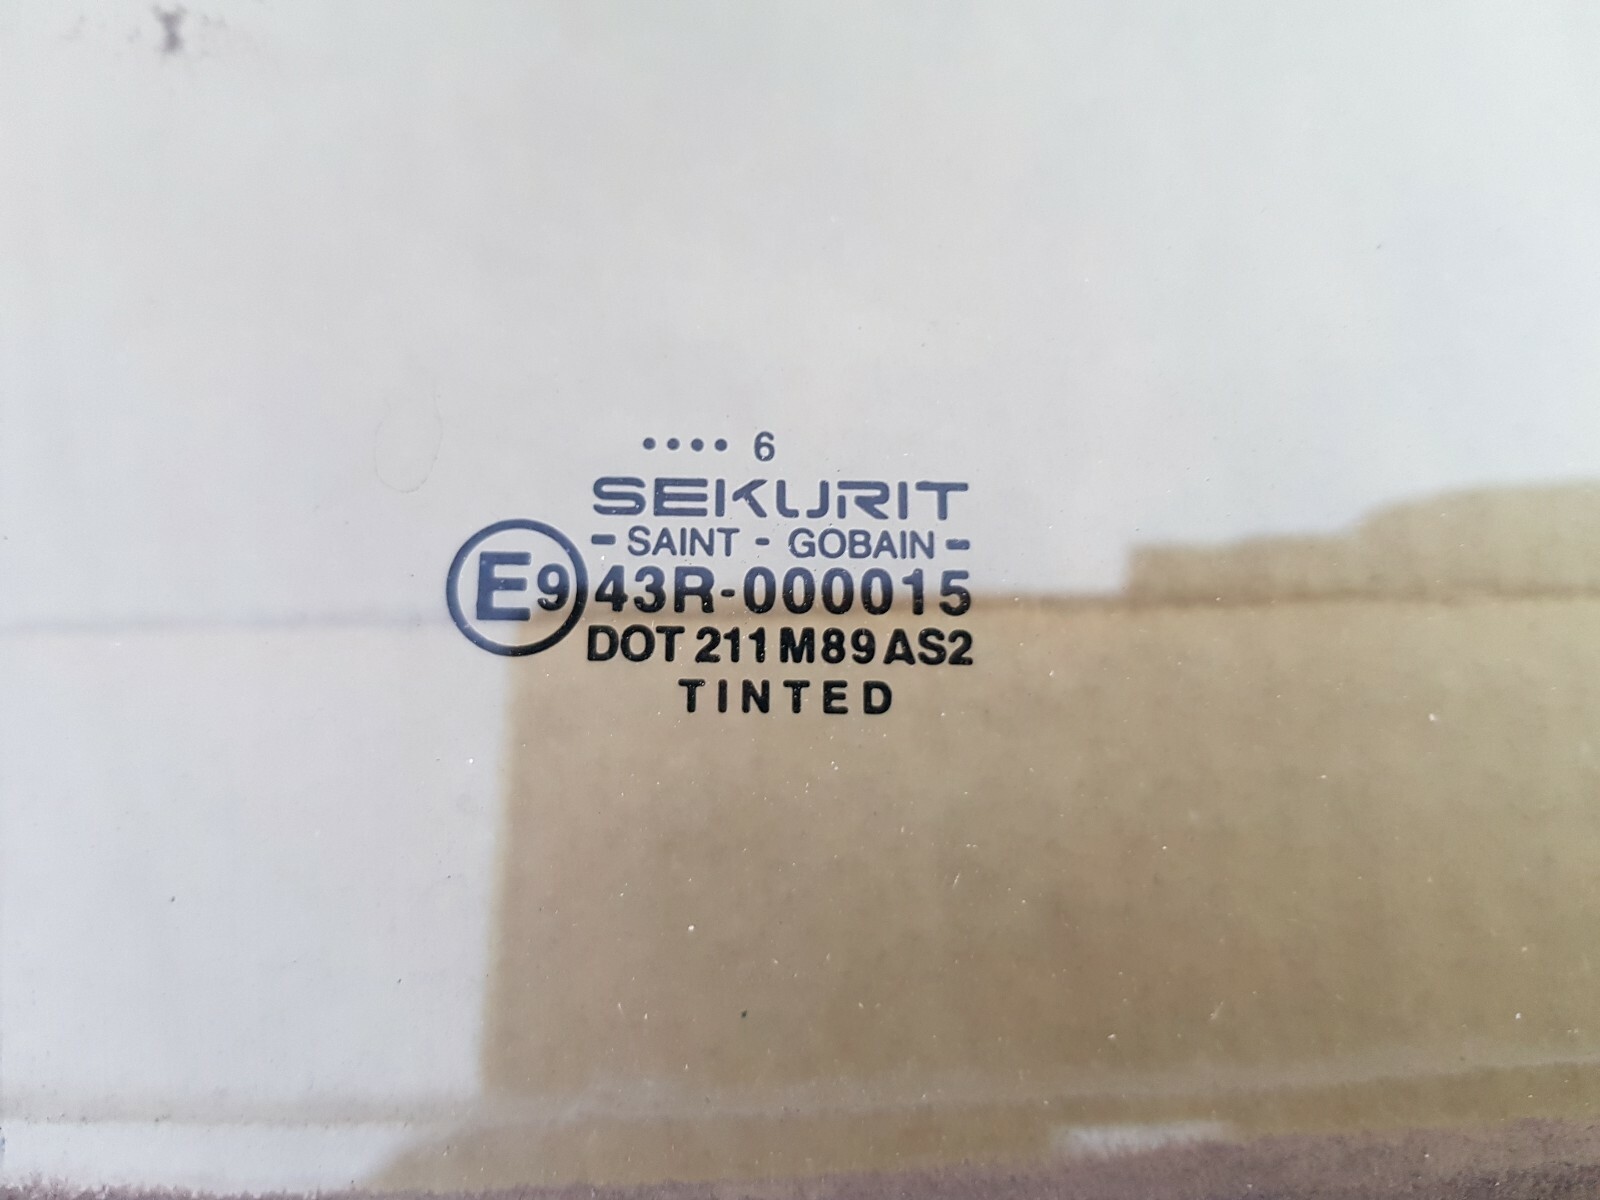 •••• 6
SEKURIT
- SAINT - GOBAIN -
E9 43R-000015
DOT 211 M89 AS2
TINTED